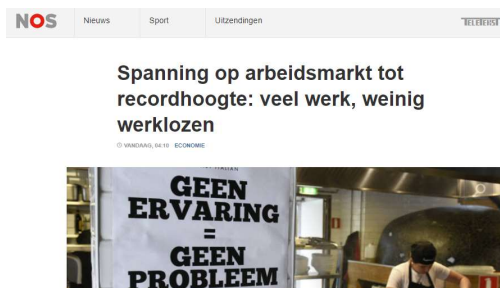 NOS
Nieuws
Sport
Uitzendingen
TELETEKST
Spanning op arbeidsmarkt tot
recordhoogte: veel werk, weinig
werklozen
VANDAAG, 04:10 ECONOMIE
GEEN
ERVARING
=
GEEN
PROBLEEM